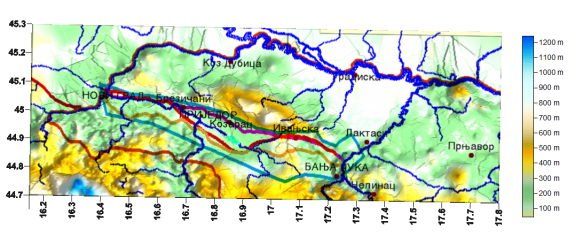 45.3
1200 m
1100 m
45.2
Коз Дубица
1000 m
900 m
45.1
Градишка
800 m
НОВИ ГРАД Брезичани
700 m
45
ПРИЈЕДОР
600 m
Козарац
Ивањска
500 m
44.9
Лакташи
400 m
Прњавор
300 m
44.8
БАЊА ЛУКА
200 m
Челинац
100 m
44.7
16.2
16.3
16.4
16.5
16.6
16.7
16.8
16.9
17
17.1
17.2
17.3
17.4
17.5
17.6
17.7
17.8